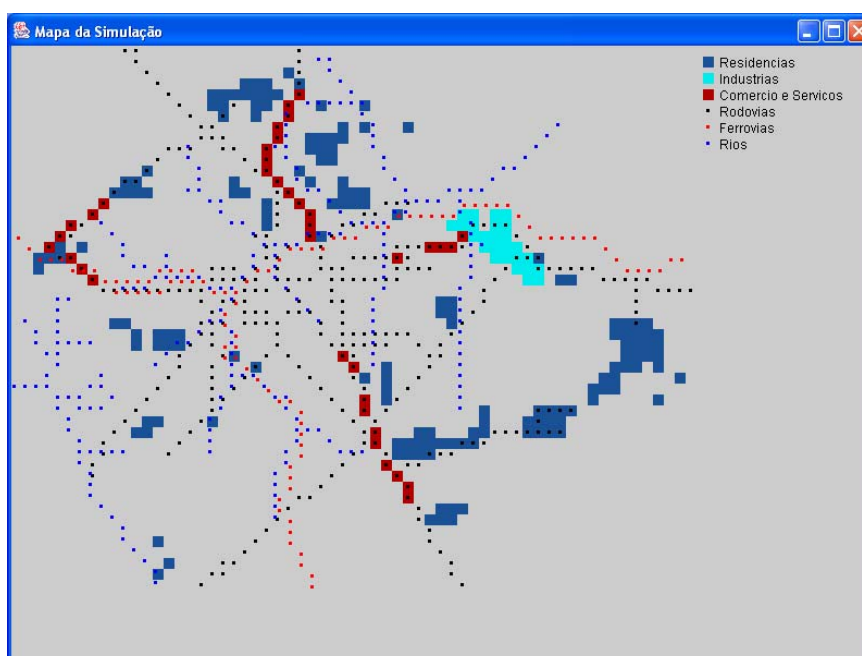 Mapa da Simulação
Residencias
Industrias
Comercio e Servicos
Rodovias
Ferrovias
Rios